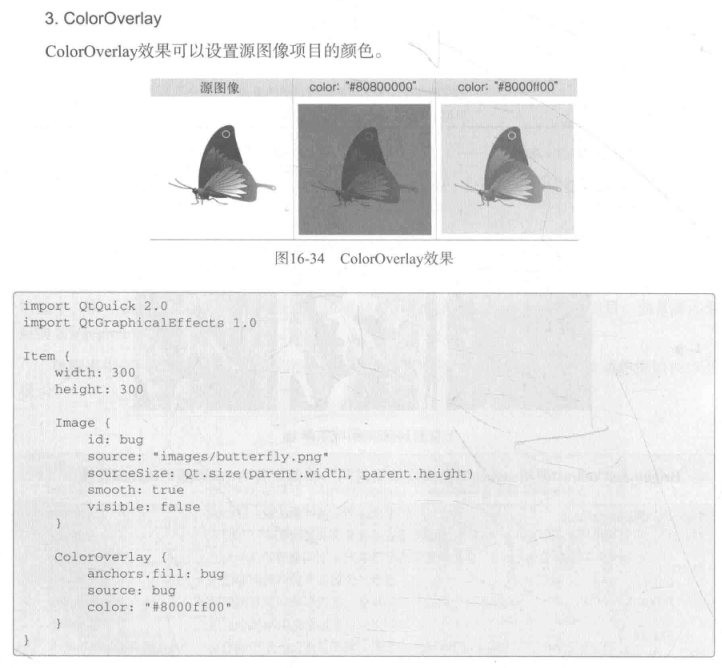 3. ColorOverlay
ColorOverlay效果可以设置源图像项目的颜色。
源图像 color: "#80800000" color: "#8000ff00"
图16-34 ColorOverlay效果
import QtQuick 2.0
import QtGraphicalEffects 1.0
Item {
    width: 300
    height: 300
    Image {
        id: bug
        source: "images/butterfly.png"
        sourceSize: Qt.size(parent.width, parent.height)
        smooth: true
        visible: false
    }
    ColorOverlay {
        anchors.fill: bug
        source: bug
        color: "#8000ff00"
    }
}